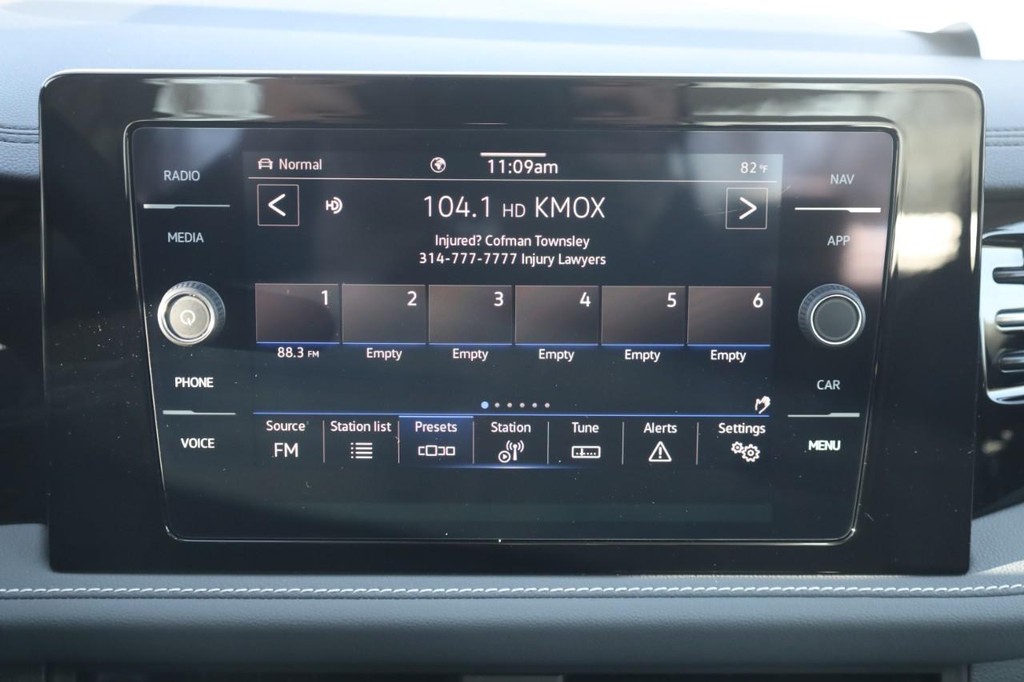 RADIO
MEDIA
PHONE
VOICE
Normal
11:09am
82°F
HD
104.1 HD KMOX
Injured? Cofman Townsley
314-777-7777 Injury Lawyers
1 2 3 4 5 6
88.3 FM Empty Empty Empty Empty Empty
Source Station list Presets Station Tune Alerts Settings
FM
NAV
APP
CAR
MENU